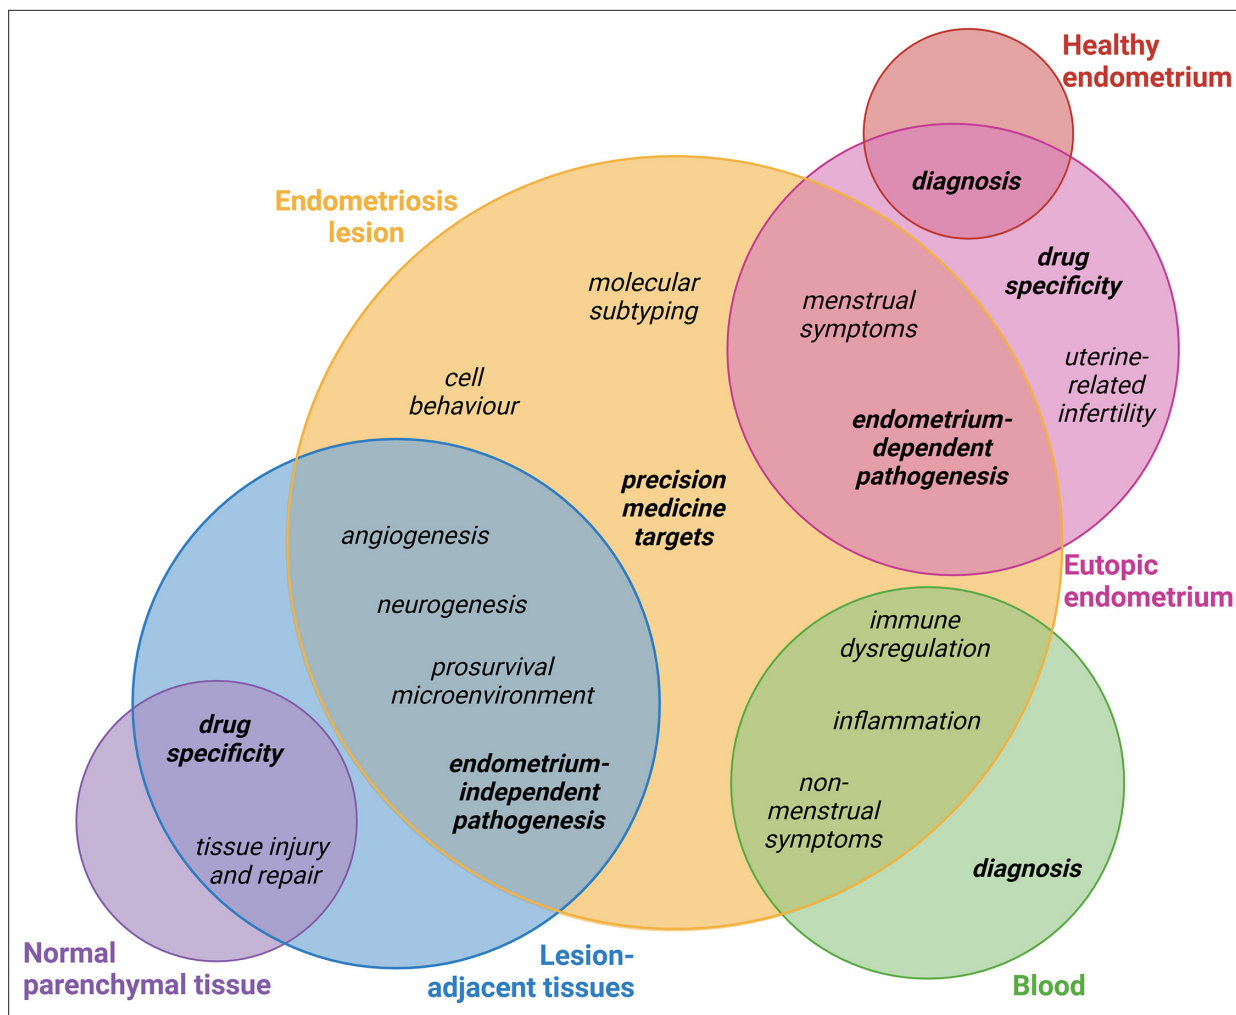 Healthy
endometrium
diagnosis
Endometriosis
lesion
drug
specificity
molecular
subtyping
menstrual
symptoms
uterine-
related
infertility
cell
behaviour
endometrium-
dependent
pathogenesis
precision
medicine
targets
angiogenesis
Eutopic
endometrium
neurogenesis
immune
dysregulation
prosurvival
microenvironment
inflammation
drug
specificity
endometrium-
independent
pathogenesis
non-
menstrual
symptoms
tissue injury
and repair
diagnosis
Normal
parenchymal tissue
Lesion-
adjacent tissues
Blood